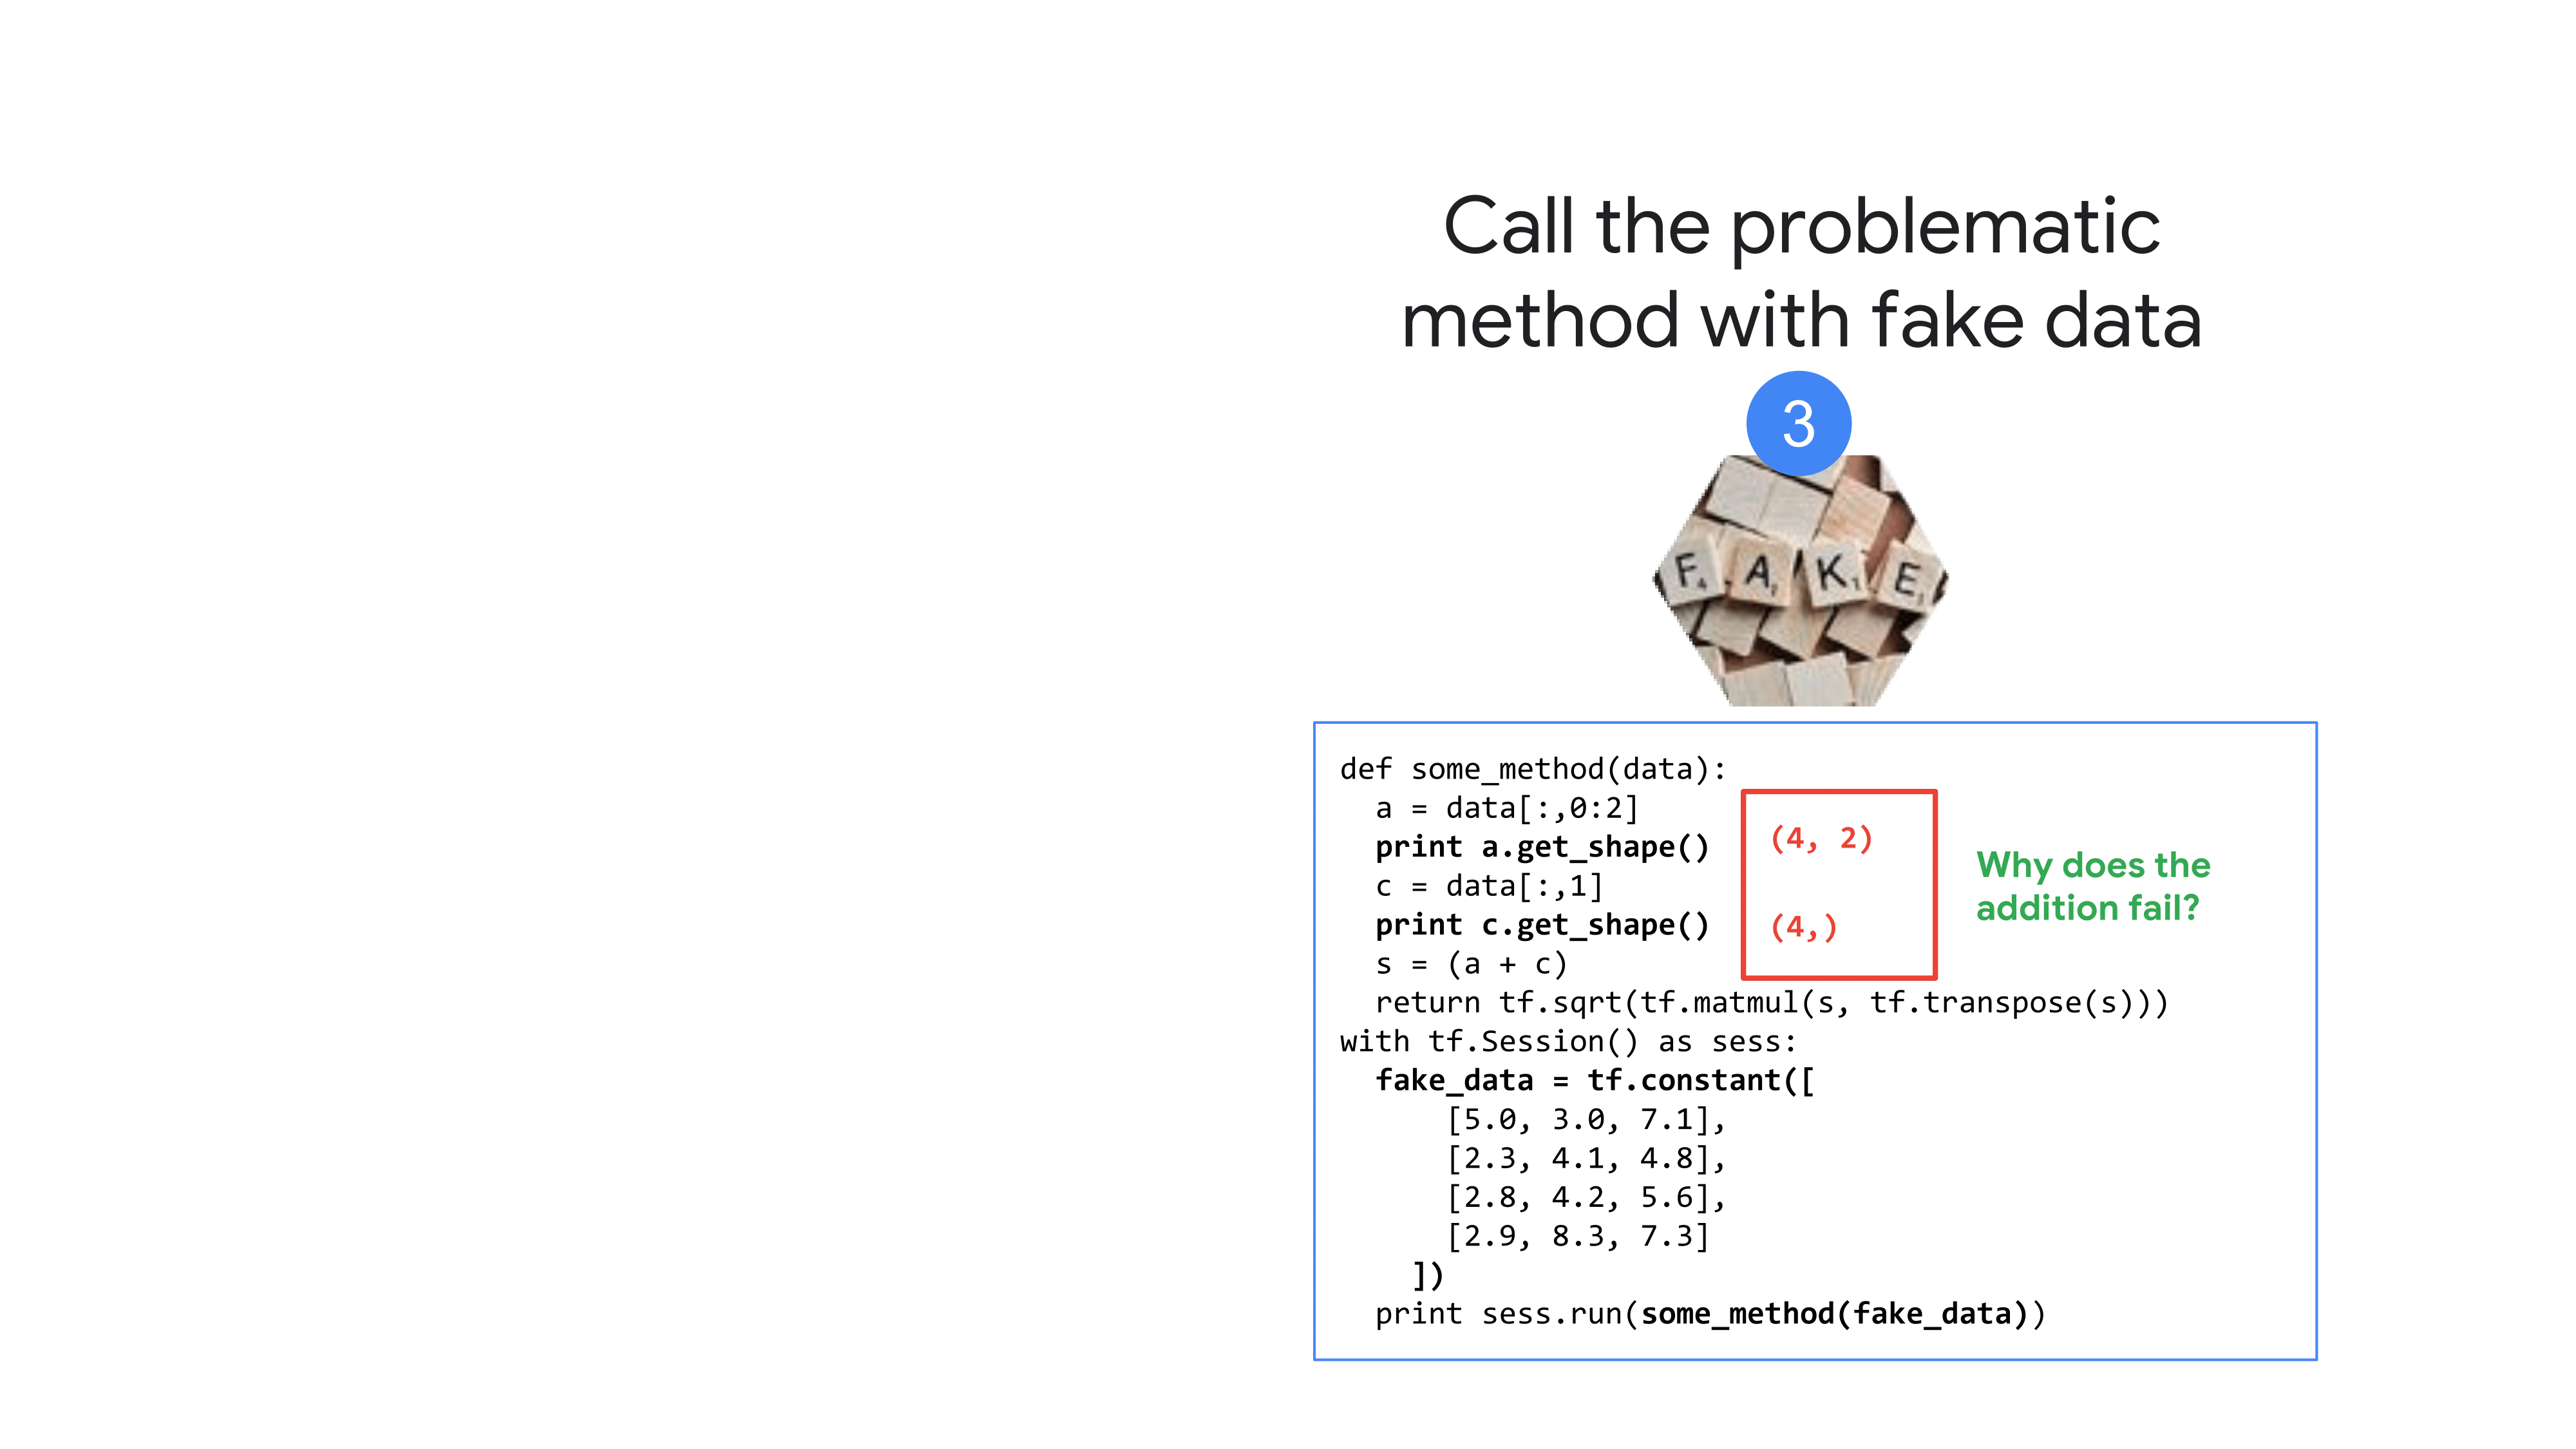 Call the problematic
method with fake data
3
F A K E
def some_method(data):
  a = data[:,0:2]
  print a.get_shape()
(4, 2)
  c = data[:,1]
  print c.get_shape()
(4,)
Why does the
addition fail?
  s = (a + c)
  return tf.sqrt(tf.matmul(s, tf.transpose(s)))
with tf.Session() as sess:
  fake_data = tf.constant([
      [5.0, 3.0, 7.1],
      [2.3, 4.1, 4.8],
      [2.8, 4.2, 5.6],
      [2.9, 8.3, 7.3]
    ])
  print sess.run(some_method(fake_data))